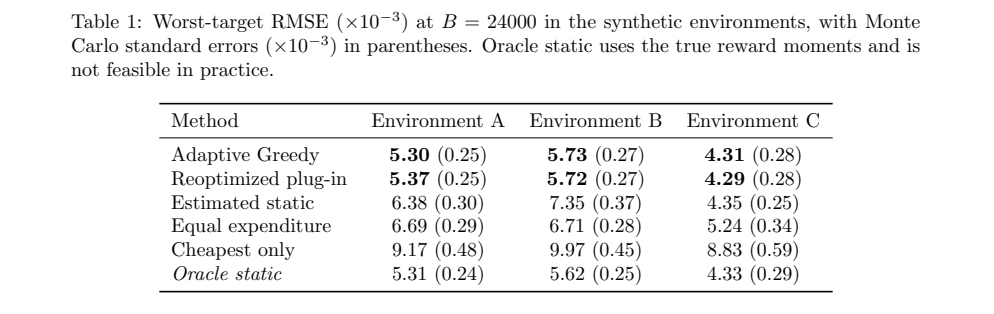 Table 1: Worst-target RMSE (×10−3) at B = 24000 in the synthetic environments, with Monte
Carlo standard errors (×10−3) in parentheses. Oracle static uses the true reward moments and is
not feasible in practice.
Method Environment A Environment B Environment C
Adaptive Greedy 5.30 (0.25) 5.73 (0.27) 4.31 (0.28)
Reoptimized plug-in 5.37 (0.25) 5.72 (0.27) 4.29 (0.28)
Estimated static 6.38 (0.30) 7.35 (0.37) 4.35 (0.25)
Equal expenditure 6.69 (0.29) 6.71 (0.28) 5.24 (0.34)
Cheapest only 9.17 (0.48) 9.97 (0.45) 8.83 (0.59)
Oracle static 5.31 (0.24) 5.62 (0.25) 4.33 (0.29)